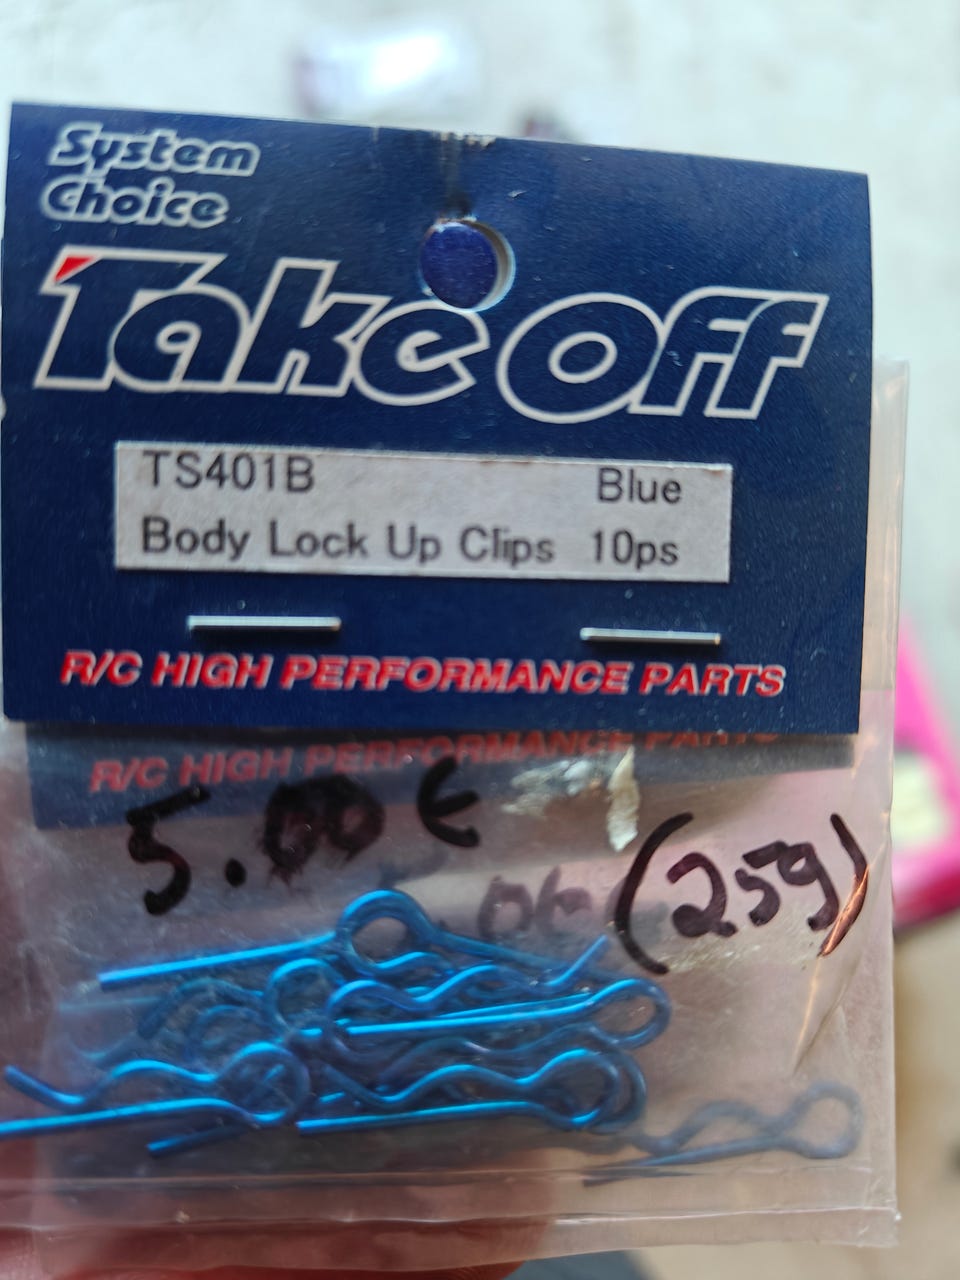 System
Choice
Take Off
TS401B Blue
Body Lock Up Clips 10ps
R/C HIGH PERFORMANCE PARTS
R/C HIGH PERFORMANCE PARTS
5.00 €
(25g)